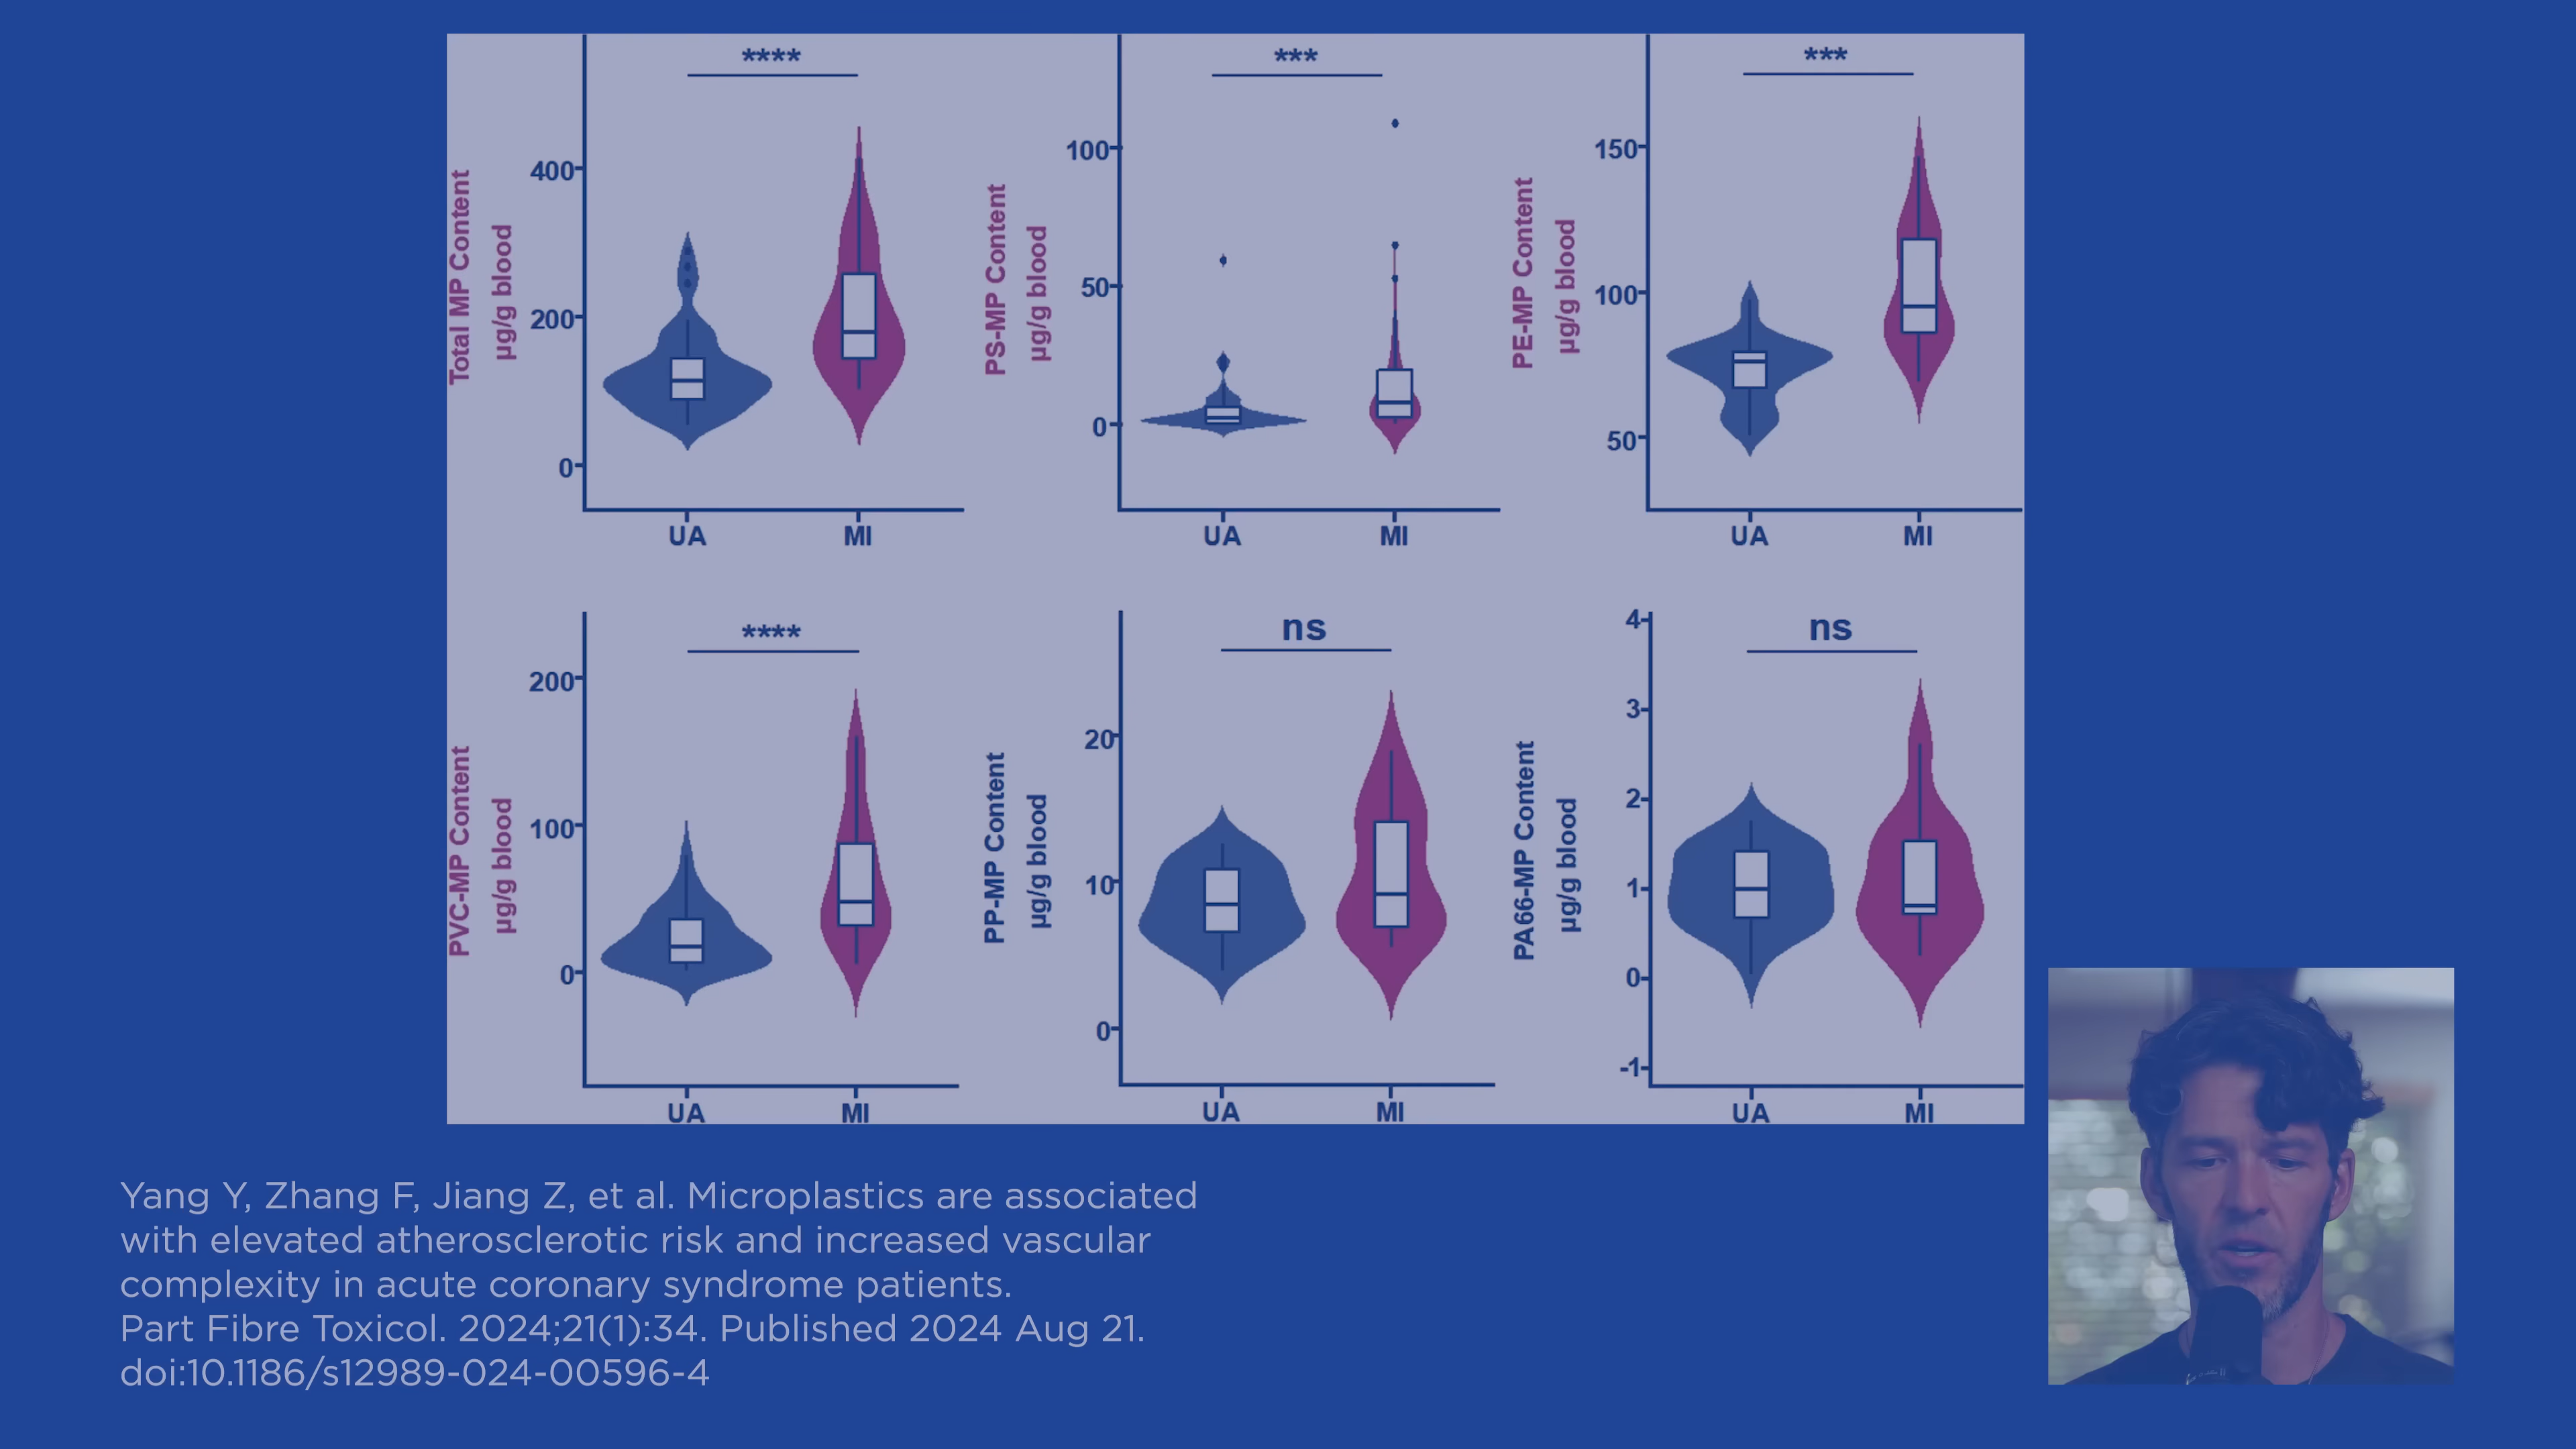 ****
Total MP Content
µg/g blood
400
200
0
UA
MI
***
PS-MP Content
µg/g blood
100
50
0
UA
MI
***
PE-MP Content
µg/g blood
150
100
50
UA
MI
****
PVC-MP Content
µg/g blood
200
100
0
UA
MI
ns
PP-MP Content
µg/g blood
20
10
0
UA
MI
ns
PA66-MP Content
µg/g blood
4
3
2
1
0
-1
UA
MI
Yang Y, Zhang F, Jiang Z, et al. Microplastics are associated
with elevated atherosclerotic risk and increased vascular
complexity in acute coronary syndrome patients.
Part Fibre Toxicol. 2024;21(1):34. Published 2024 Aug 21.
doi:10.1186/s12989-024-00596-4